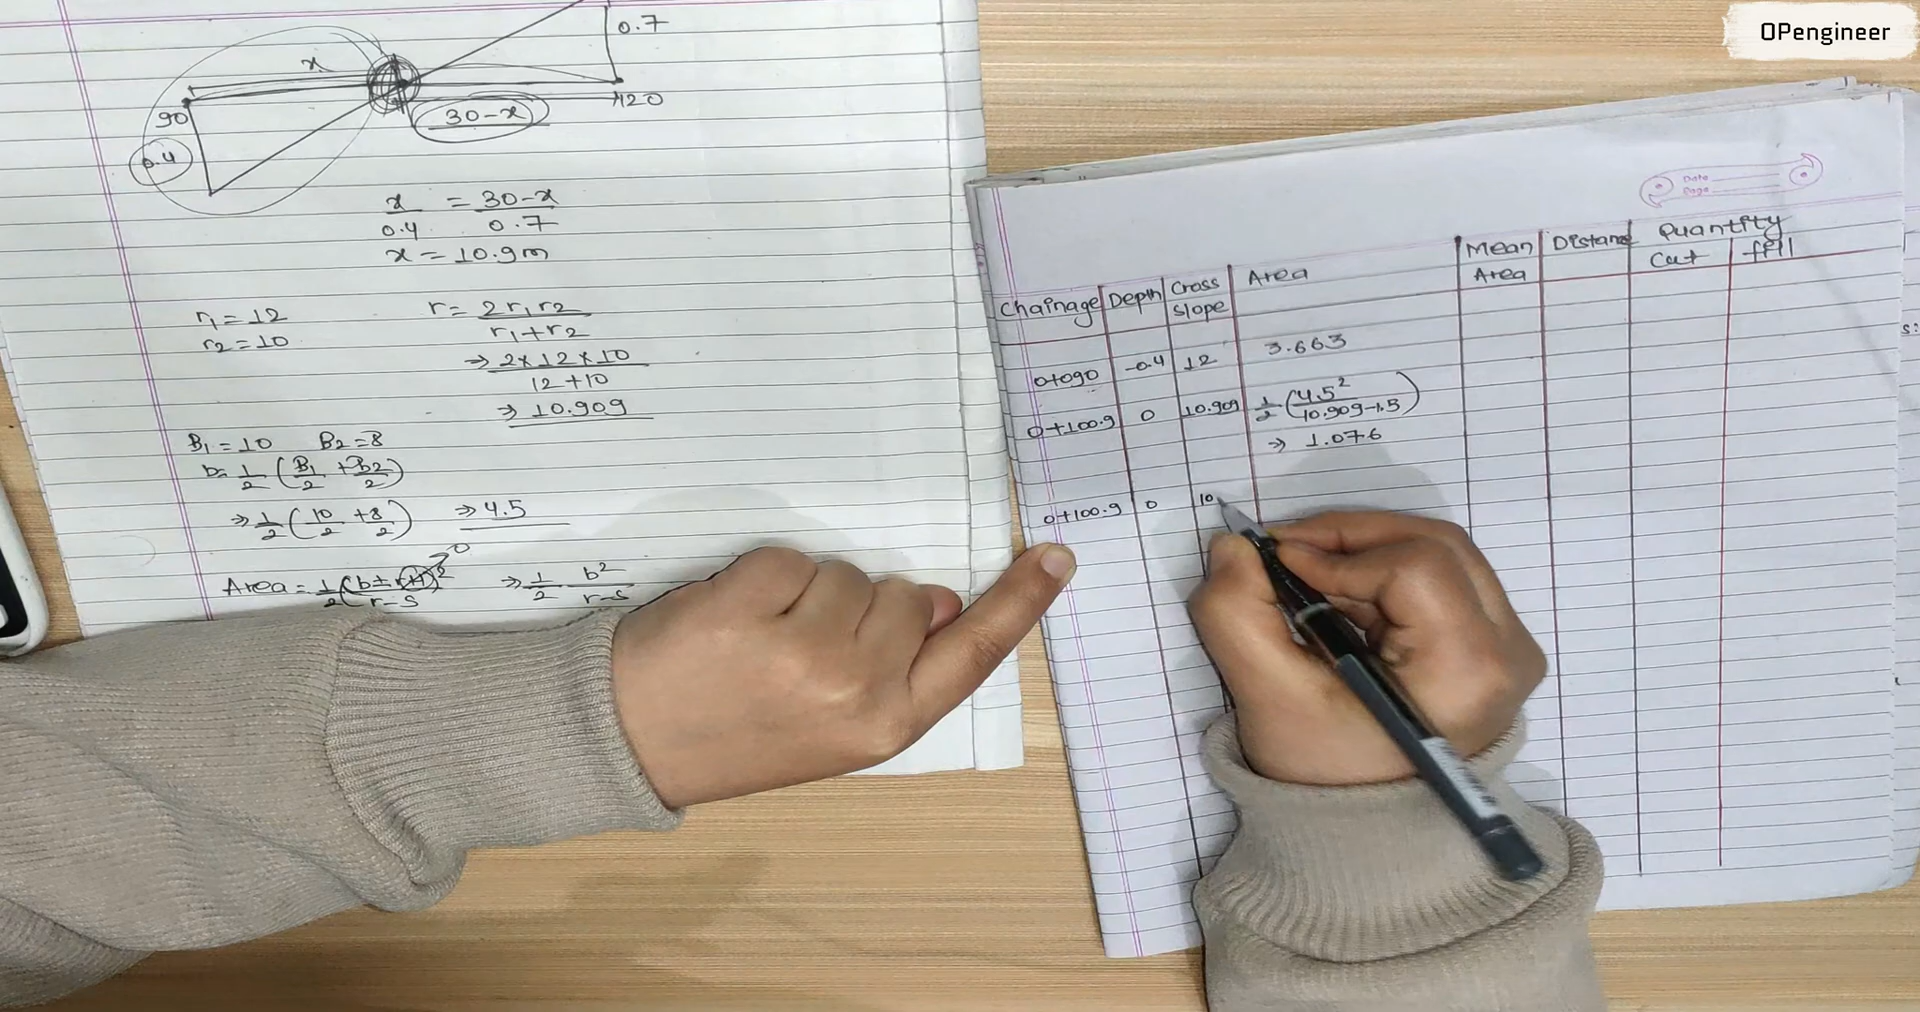 OPengineer
0.7
x
90
120
30-x
0.4
x/0.4 = 30-x/0.7
x = 10.9m
r₁ = 12
r₂ = 10
r = 2r₁r₂/r₁+r₂
⇒ 2×12×10/12+10
⇒ 10.909
B₁ = 10 B₂=8
b= 1/2 (B₁/2 + B₂/2)
⇒ 1/2 (10/2 + 8/2) ⇒ 4.5
0
Area = 1/2 (b± rH)²/r-s ⇒ 1/2 b²/r-s
Date
Page
Chainage Depth Cross slope Area Mean Area Distance Quantity
Cut fill
0+090 -0.4 12 3.663
0+100.9 0 10.909 1/2 (4.5²/10.909-1.5)
⇒ 1.076
0+100.9 0 10
s: